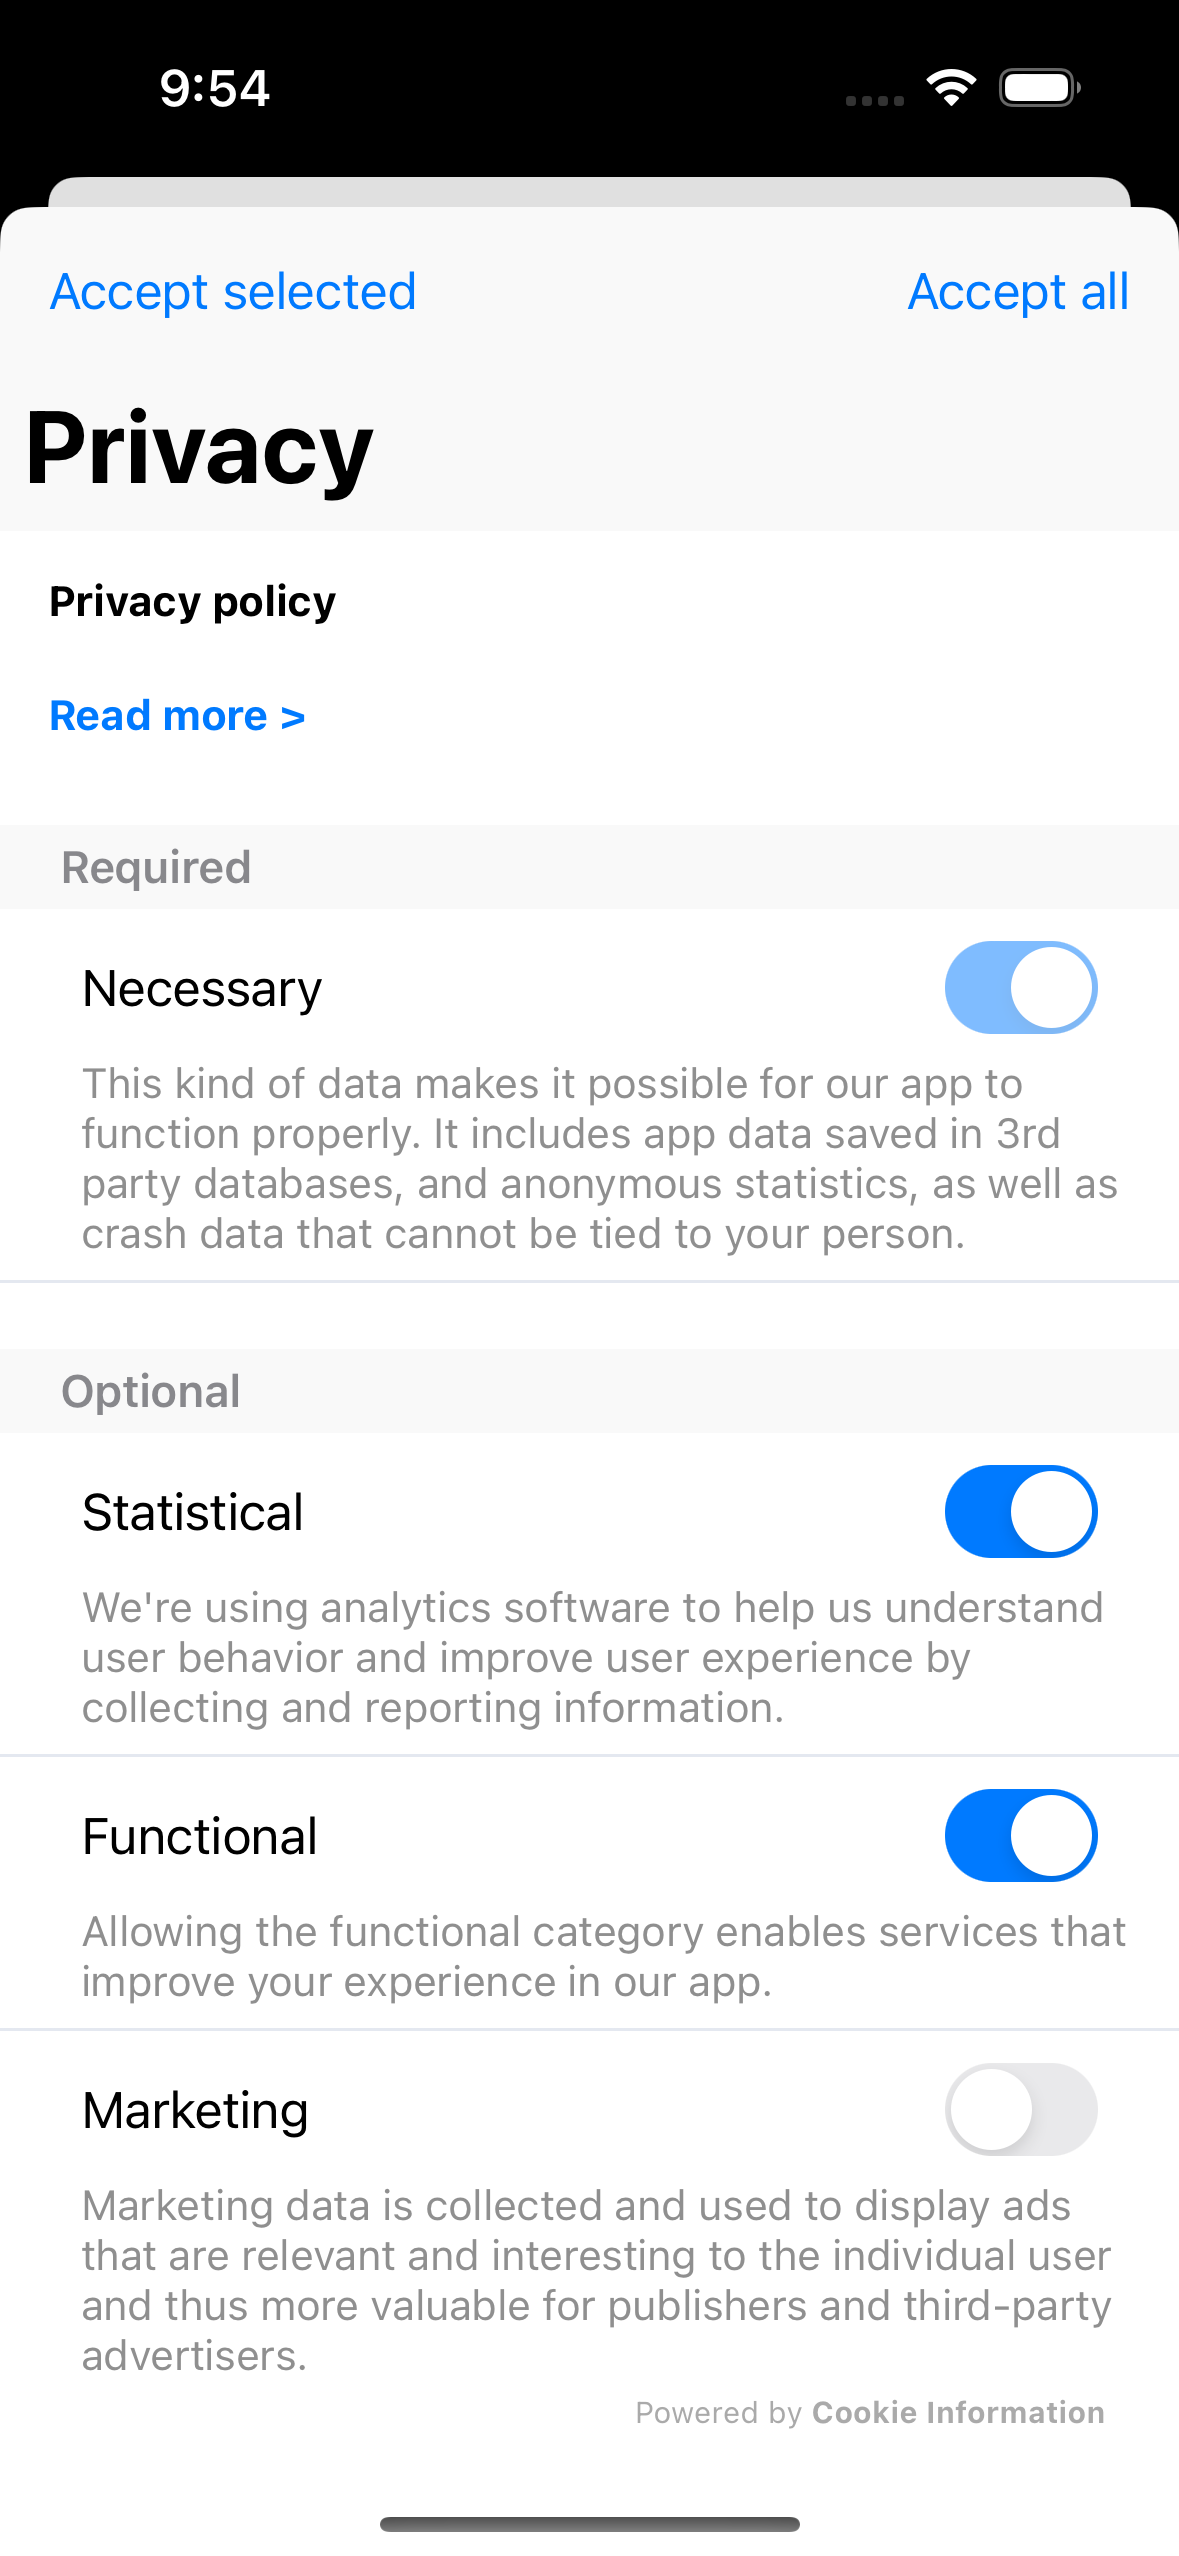 9:54
Accept selected
Accept all
Privacy
Privacy policy
Read more >
Required
Necessary
This kind of data makes it possible for our app to
function properly. It includes app data saved in 3rd
party databases, and anonymous statistics, as well as
crash data that cannot be tied to your person.
Optional
Statistical
We're using analytics software to help us understand
user behavior and improve user experience by
collecting and reporting information.
Functional
Allowing the functional category enables services that
improve your experience in our app.
Marketing
Marketing data is collected and used to display ads
that are relevant and interesting to the individual user
and thus more valuable for publishers and third-party
advertisers.
Powered by Cookie Information